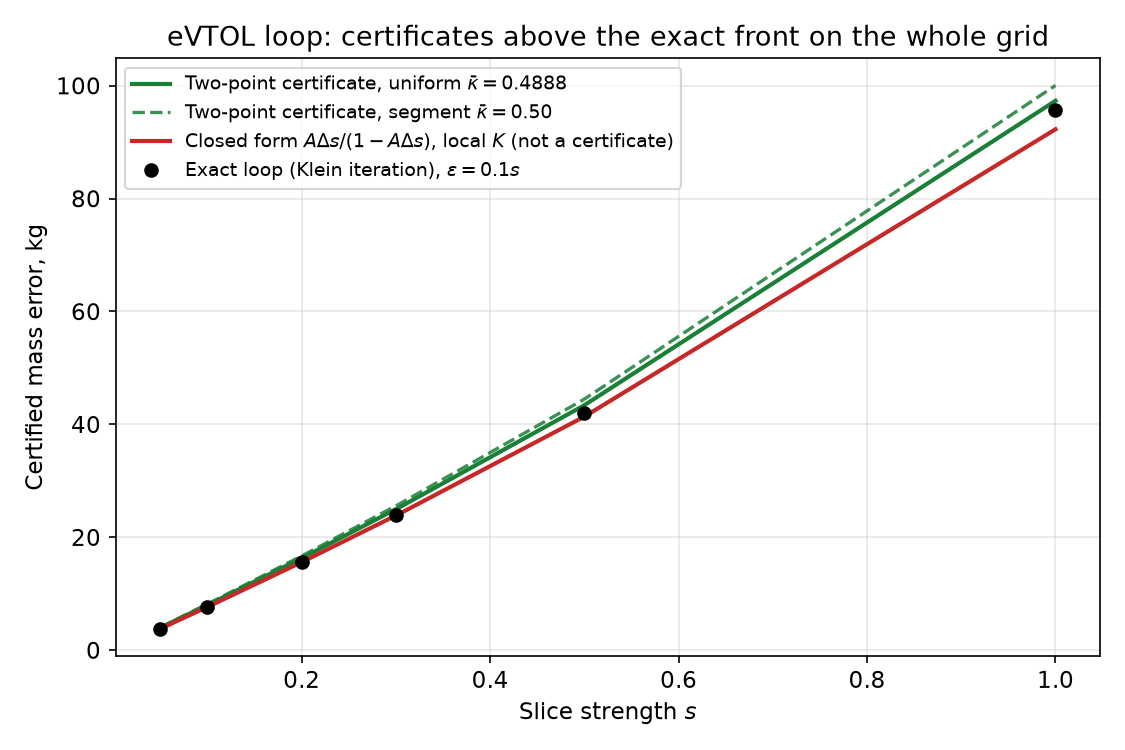 eVTOL loop: certificates above the exact front on the whole grid
Two-point certificate, uniform κ̄ = 0.4888
Two-point certificate, segment κ̄ = 0.50
Closed form AΔs/(1 − AΔs), local K (not a certificate)
Exact loop (Klein iteration), ε = 0.1s
Certified mass error, kg
100
80
60
40
20
0
0.2 0.4 0.6 0.8 1.0
Slice strength s